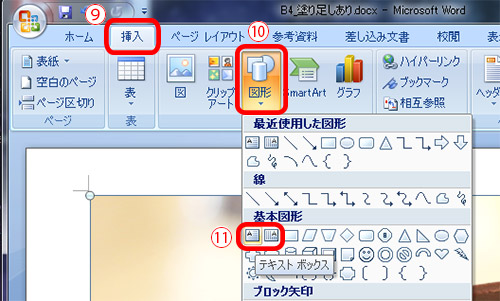 ⑨
B4_塗り足しあり.docx - Microsoft Word
⑩
ホーム 挿入 ページ レイアウト 参考資料 差し込み文書 校閲
表紙 空白のページ ページ区切り
ページ
表
表
図 クリップアート 図形 SmartArt グラフ
ハイパーリンク
ブックマーク
相互参照
ヘッダ
最近使用した図形
線
基本図形
⑪
テキスト ボックス
ブロック矢印